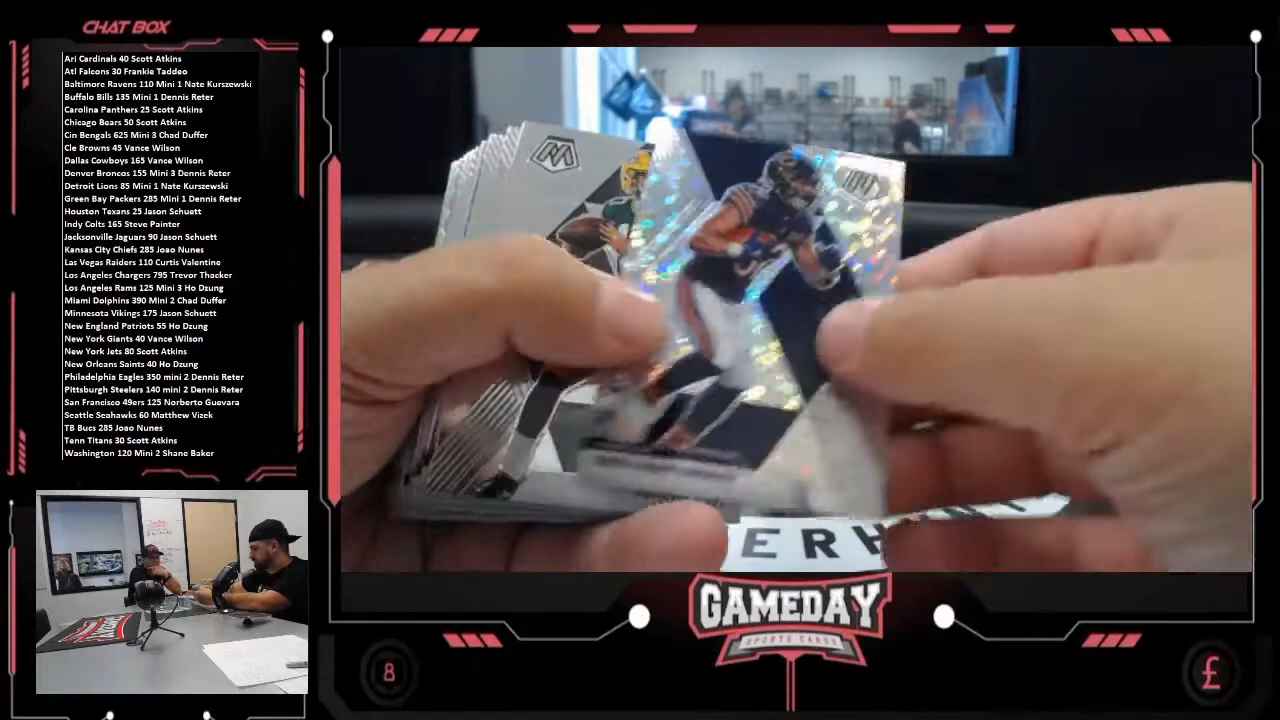 CHAT BOX
Ari Cardinals 40 Scott Atkins
Atl Falcons 30 Frankie Taddeo
Baltimore Ravens 110 Mini 1 Nate Kurszewski
Buffalo Bills 135 Mini 1 Dennis Reter
Carolina Panthers 25 Scott Atkins
Chicago Bears 50 Scott Atkins
Cin Bengals 625 Mini 3 Chad Duffer
Cle Browns 45 Vance Wilson
Dallas Cowboys 165 Vance Wilson
Denver Broncos 155 Mini 3 Dennis Reter
Detroit Lions 85 Mini 1 Nate Kurszewski
Green Bay Packers 285 Mini 1 Dennis Reter
Houston Texans 25 Jason Schuett
Indy Colts 165 Steve Painter
Jacksonville Jaguars 90 Jason Schuett
Kansas City Chiefs 285 Joao Nunes
Las Vegas Raiders 110 Curtis Valentine
Los Angeles Chargers 795 Trevor Thacker
Los Angeles Rams 125 Mini 3 Ho Dzung
Miami Dolphins 390 Mini 2 Chad Duffer
Minnesota Vikings 175 Jason Schuett
New England Patriots 55 Ho Dzung
New York Giants 40 Vance Wilson
New York Jets 80 Scott Atkins
New Orleans Saints 40 Ho Dzung
Philadelphia Eagles 350 mini 2 Dennis Reter
Pittsburgh Steelers 140 mini 2 Dennis Reter
San Francisco 49ers 125 Norberto Guevara
Seattle Seahawks 60 Matthew Vizek
TB Bucs 285 Joao Nunes
Tenn Titans 30 Scott Atkins
Washington 120 Mini 2 Shane Baker
ERH
GAMEDAY
SPORTS CARDS
8
£